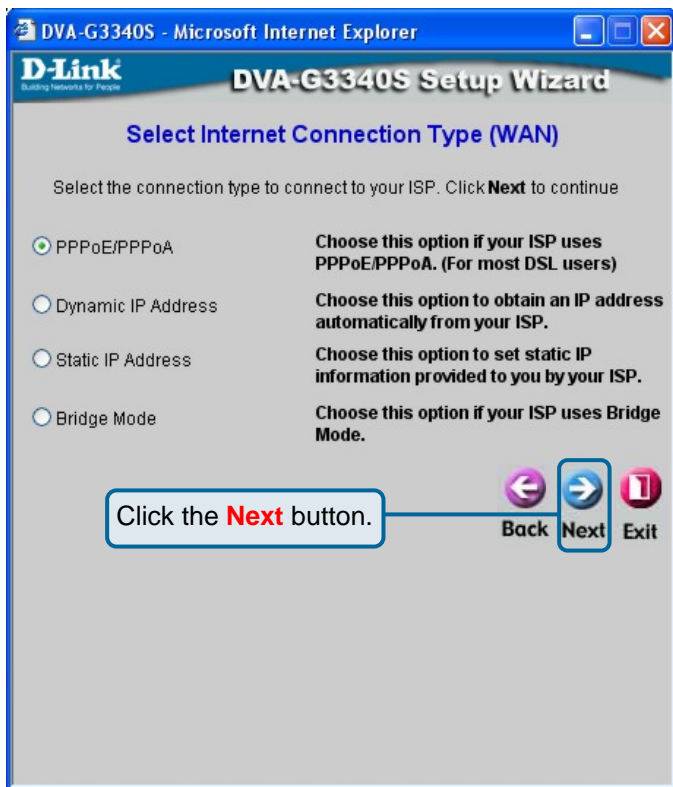 DVA-G3340S - Microsoft Internet Explorer
D-Link
Building Networks for People
DVA-G3340S Setup Wizard
Select Internet Connection Type (WAN)
Select the connection type to connect to your ISP. Click Next to continue
PPPoE/PPPoA
Choose this option if your ISP uses
PPPoE/PPPoA. (For most DSL users)
Dynamic IP Address
Choose this option to obtain an IP address
automatically from your ISP.
Static IP Address
Choose this option to set static IP
information provided to you by your ISP.
Bridge Mode
Choose this option if your ISP uses Bridge
Mode.
Click the Next button.
Back Next Exit